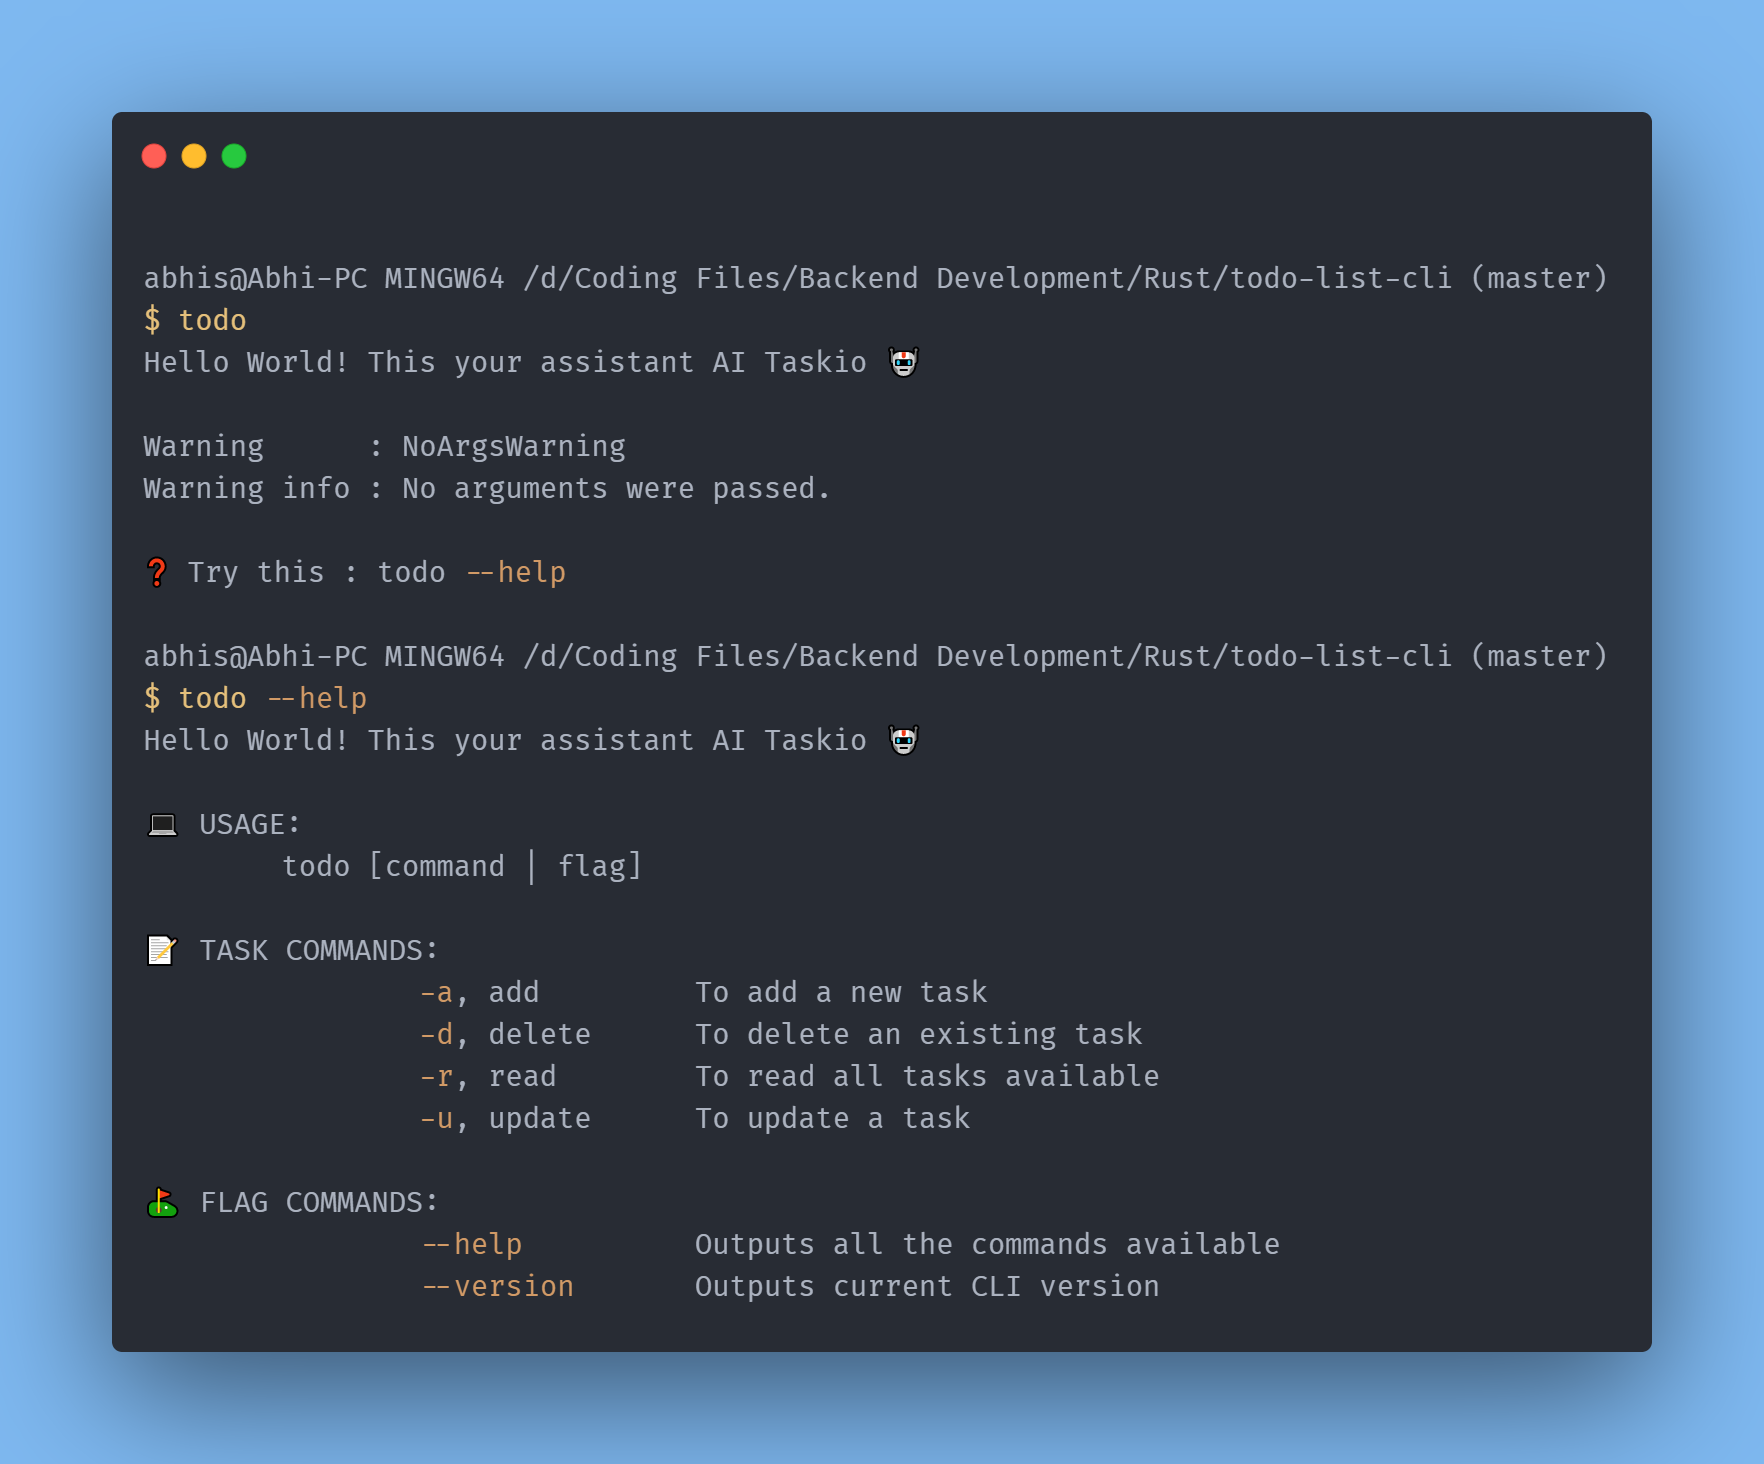 abhis@Abhi-PC MINGW64 /d/Coding Files/Backend Development/Rust/todo-list-cli (master)
$ todo
Hello World! This your assistant AI Taskio 🤖
Warning      : NoArgsWarning
Warning info : No arguments were passed.
❓ Try this : todo --help
abhis@Abhi-PC MINGW64 /d/Coding Files/Backend Development/Rust/todo-list-cli (master)
$ todo --help
Hello World! This your assistant AI Taskio 🤖
💻 USAGE:
        todo [command | flag]
📝 TASK COMMANDS:
                -a, add         To add a new task
                -d, delete      To delete an existing task
                -r, read        To read all tasks available
                -u, update      To update a task
⛳ FLAG COMMANDS:
                --help          Outputs all the commands available
                --version       Outputs current CLI version